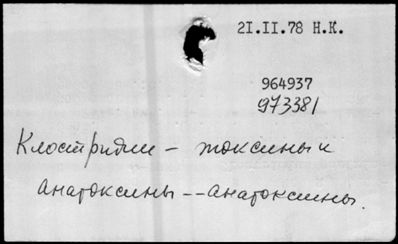 21.II.78 Н.К.
964937
973381
Клостридии – токсины и
анатоксины -- анатоксины.